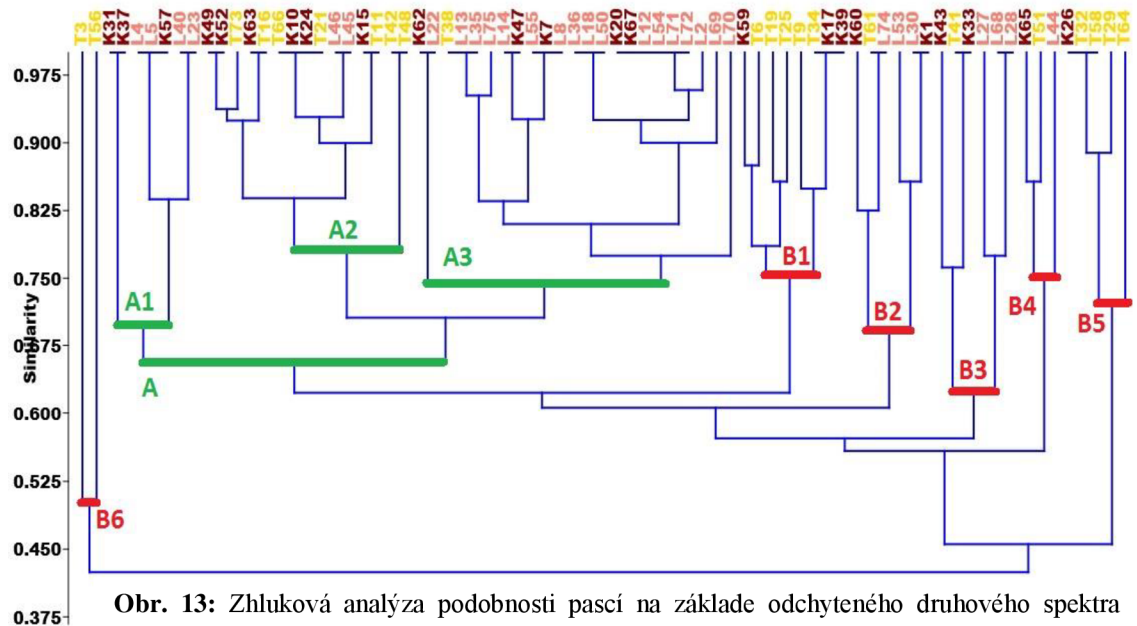 T3 T56 K31 K37 L4 L5 K57 L40 L23 K49 K52 T73 K63 T16 T66 K10 K24 T21 L46 L45 K15 T11 T42 T48 K62 L22 T38 L13 L35 L75 L14 K47 L55 K7 L8 L36 L18 L50 K20 K67 L12 L54 L71 L72 L2 L69 L70 K59 T6 T19 T1 T25 T9 T34 K17 K39 K60 T61 L74 L53 L30 K1 K43 T41 K33 L27 L68 L28 K65 T51 L44 K26 T32 T58 T29 T64
0.975
0.900
0.825
A2
A3
B1
0.750
A1
B2
B4
B5
0.675
Similarity
B3
A
0.600
0.525
B6
0.450
Obr. 13: Zhluková analýza podobnosti pascí na základe odchyteného druhového spektra
0.375